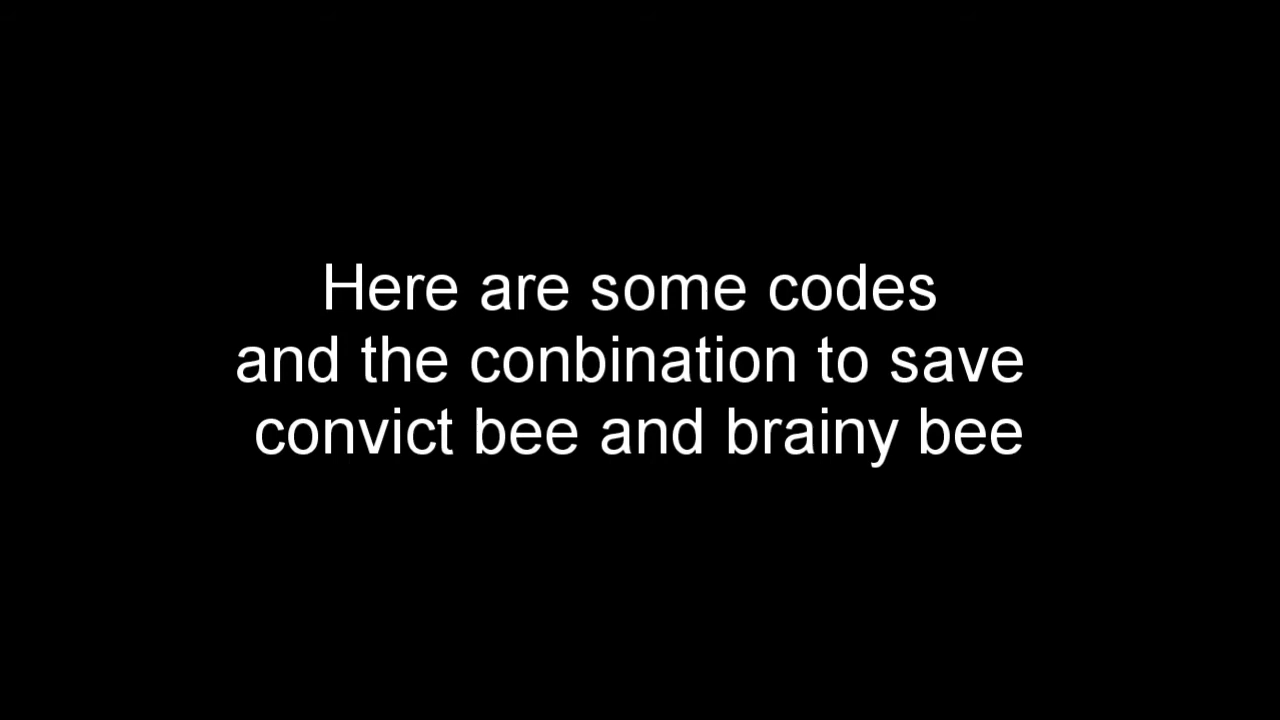 Here are some codes
and the conbination to save
convict bee and brainy bee